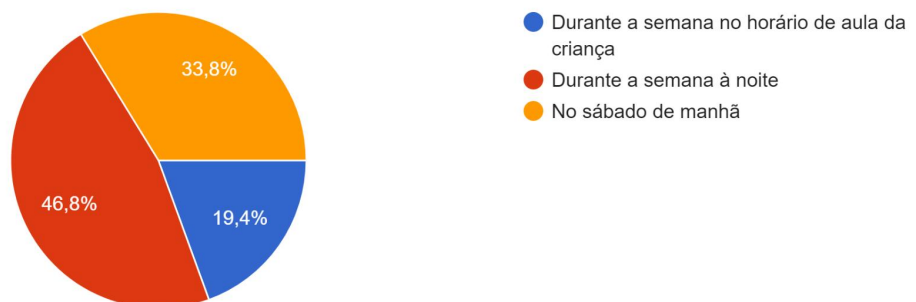 33,8%
46,8%
19,4%
Durante a semana no horário de aula da
criança
Durante a semana à noite
No sábado de manhã